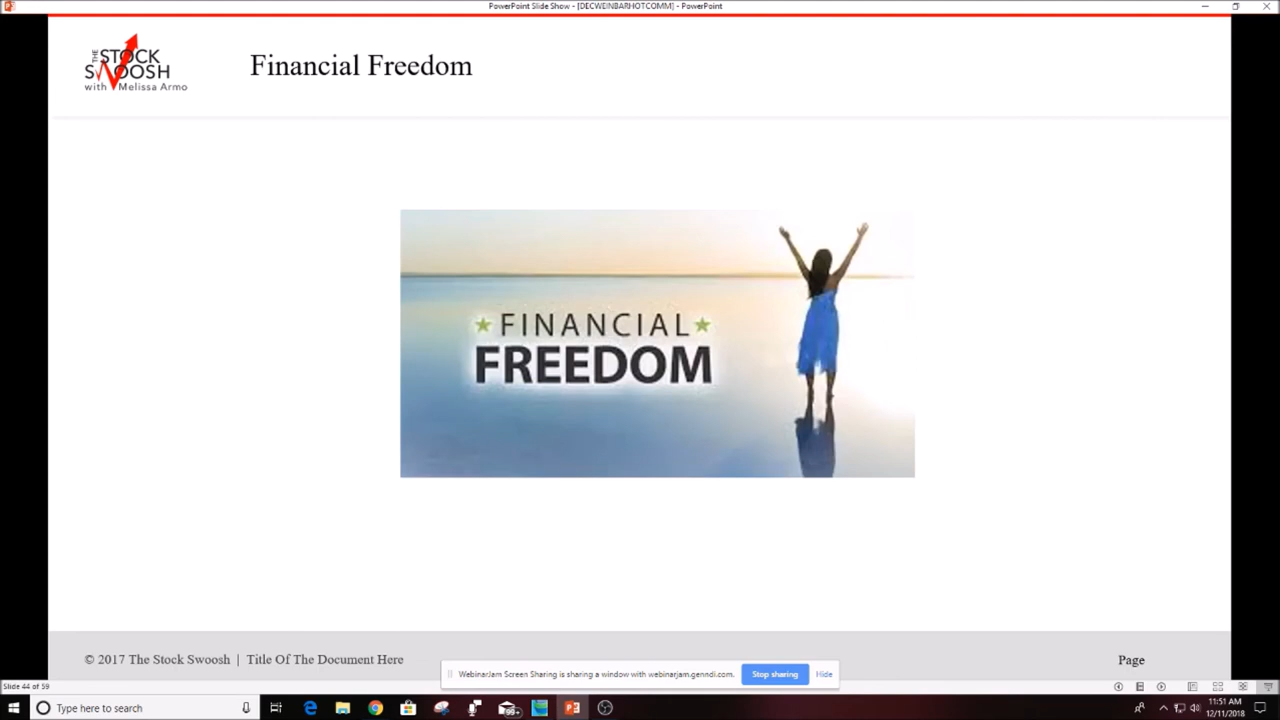 PowerPoint Slide Show - [DECWEINBARHOTCOMM] - PowerPoint
THE STOCK
SWOOSH
with Melissa Armo
Financial Freedom
FINANCIAL
FREEDOM
© 2017 The Stock Swoosh | Title Of The Document Here
Page
WebinarJam Screen Sharing is sharing a window with webinarjam.genndi.com.
Stop sharing
Hide
Slide 44 of 59
Type here to search
99+
11:51 AM
12/11/2018